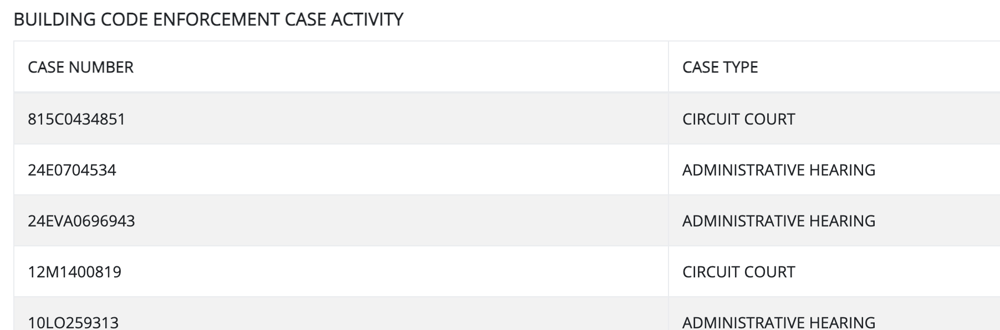 BUILDING CODE ENFORCEMENT CASE ACTIVITY
CASE NUMBER CASE TYPE
815C0434851 CIRCUIT COURT
24E0704534 ADMINISTRATIVE HEARING
24EVA0696943 ADMINISTRATIVE HEARING
12M1400819 CIRCUIT COURT
10LO259313 ADMINISTRATIVE HEARING